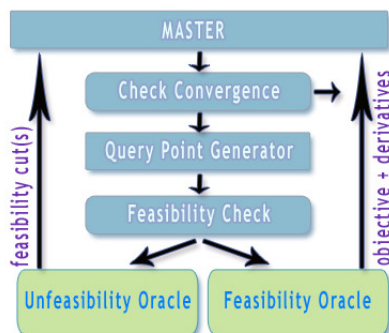 MASTER
Check Convergence
Query Point Generator
Feasibility Check
feasibility cut(s)
objective + derivatives
Unfeasibility Oracle
Feasibility Oracle